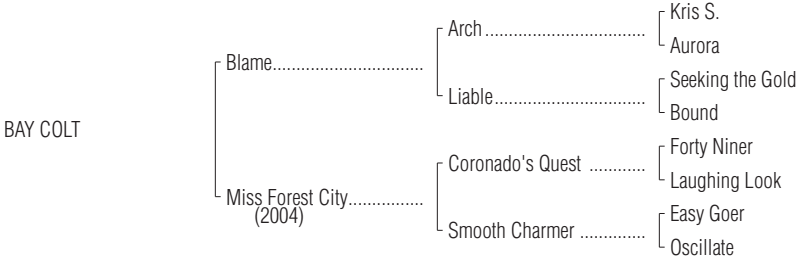 Kris S.
Arch ..................................
Aurora
Blame................................
Seeking the Gold
Liable................................
Bound
BAY COLT
Forty Niner
Coronado's Quest ............
Laughing Look
Miss Forest City................
(2004)
Easy Goer
Smooth Charmer ..............
Oscillate